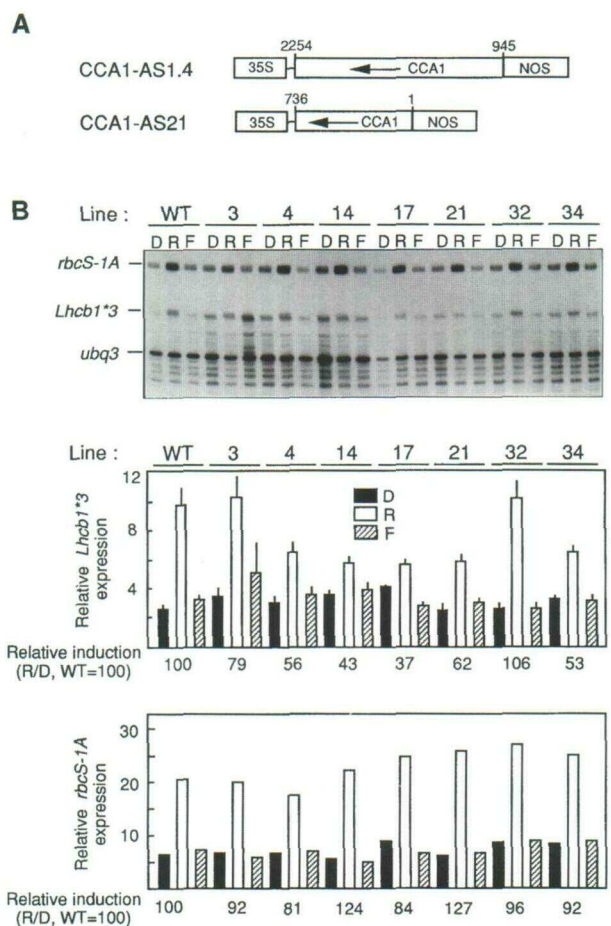 A
CCA1-AS1.4
2254 945
35S CCA1 NOS
CCA1-AS21
736 1
35S CCA1 NOS
B
Line : WT 3 4 14 17 21 32 34
D R F D R F D R F D R F D R F D R F D R F D R F
rbcS-1A
Lhcb1*3
ubq3
Line : WT 3 4 14 17 21 32 34
Relative Lhcb1*3
expression
12
8
4
D
R
F
Relative induction
(R/D, WT=100)
100 79 56 43 37 62 106 53
Relative rbcS-1A
expression
30
20
10
Relative induction
(R/D, WT=100)
100 92 81 124 84 127 96 92